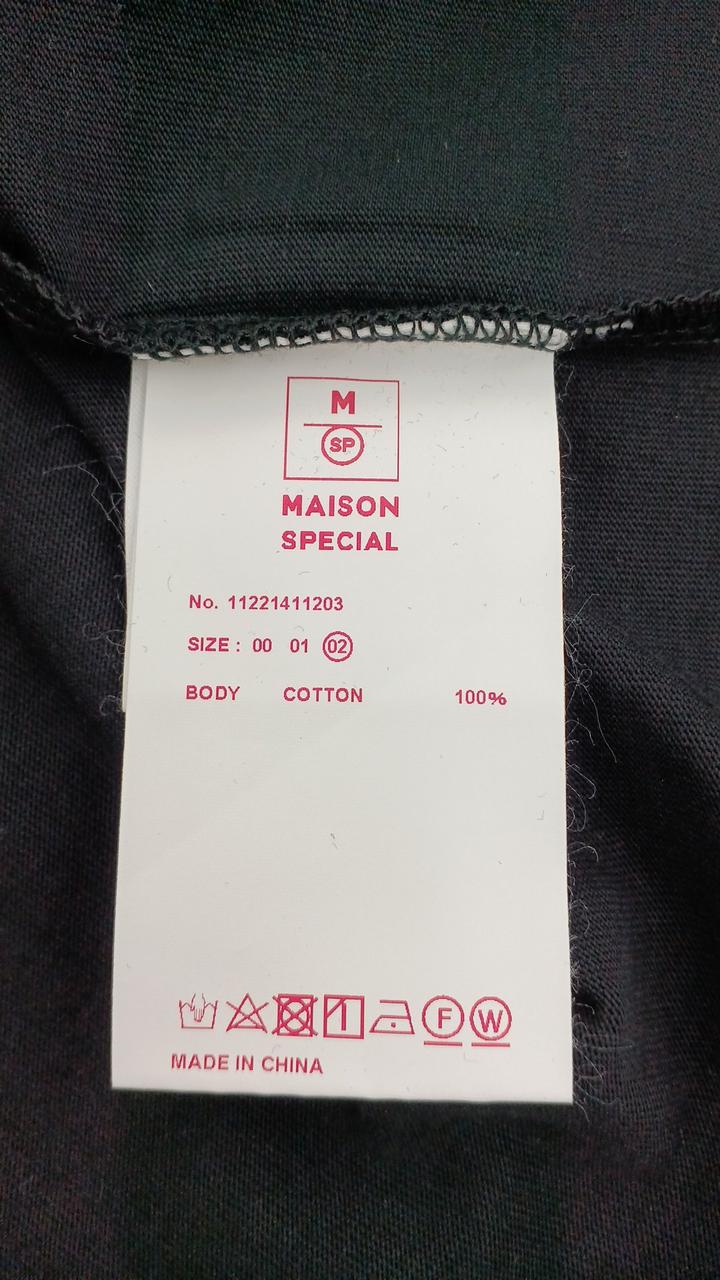 M
SP
MAISON
SPECIAL
No. 11221411203
SIZE : 00 01 02
BODY COTTON 100%
F W
MADE IN CHINA